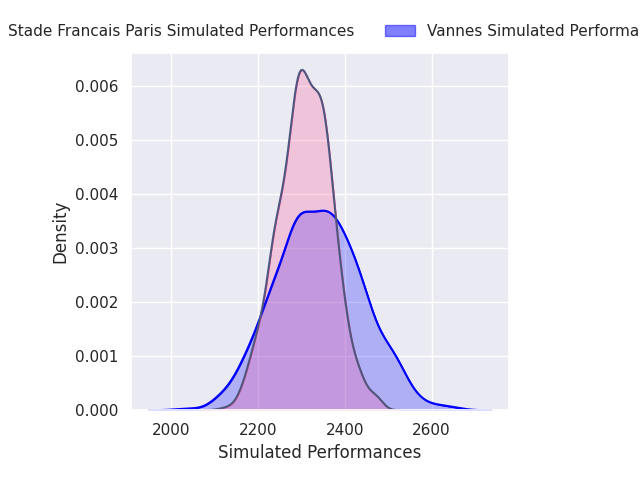 Stade Francais Paris Simulated Performances
Vannes Simulated Performa
0.006
0.005
0.004
0.003
0.002
0.001
0.000
Density
2000 2200 2400 2600
Simulated Performances